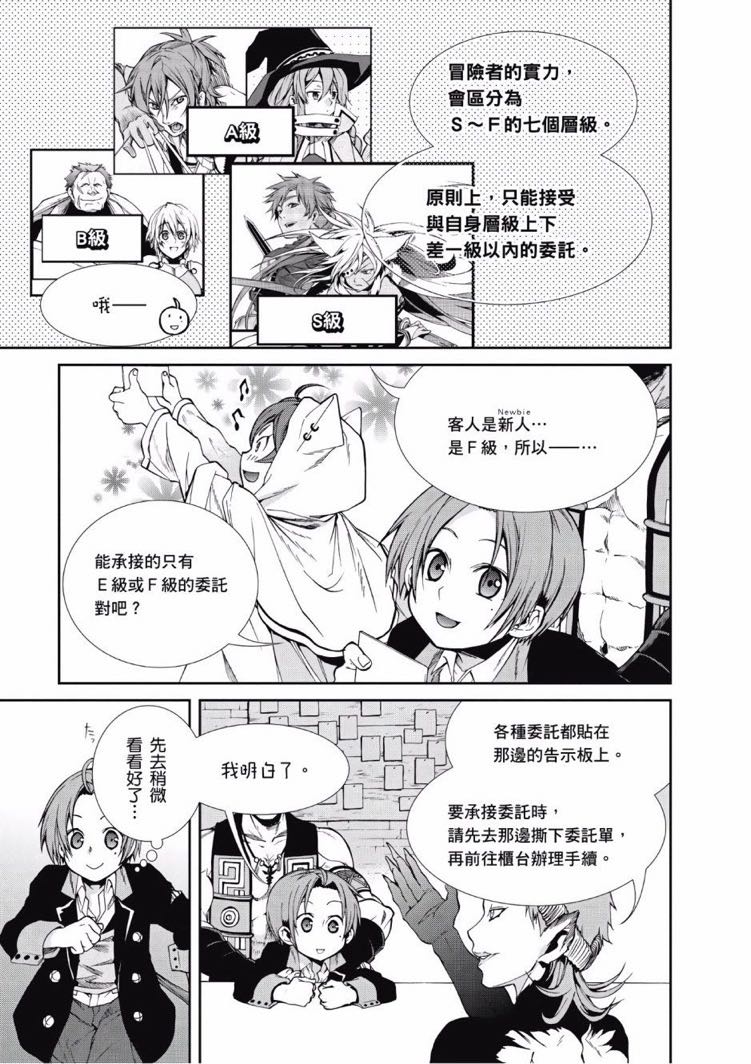 冒險者的實力，
會區分為
S～F的七個層級。
原則上，只能接受
與自身層級上下
差一級以內的委託。
A級
B級
S級
哦——
Newbie
客人是新人…
是F級，所以——…
能承接的只有
E級或F級的委託
對吧？
各種委託都貼在
那邊的告示板上。
要承接委託時，
請先去那邊撕下委託單，
再前往櫃台辦理手續。
我明白了。
先去稍微
看看好了…
たっ